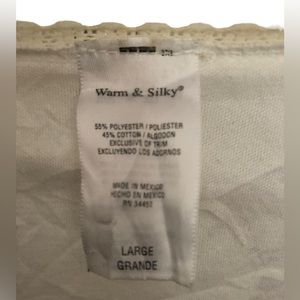 Warm & Silky®
55% POLYESTER / POLIESTER
45% COTTON / ALGODON
EXCLUSIVE OF TRIM
EXCLUYENDO LOS ADORNOS
MADE IN MEXICO
HECHO EN MEXICO
RN 34452
LARGE
GRANDE